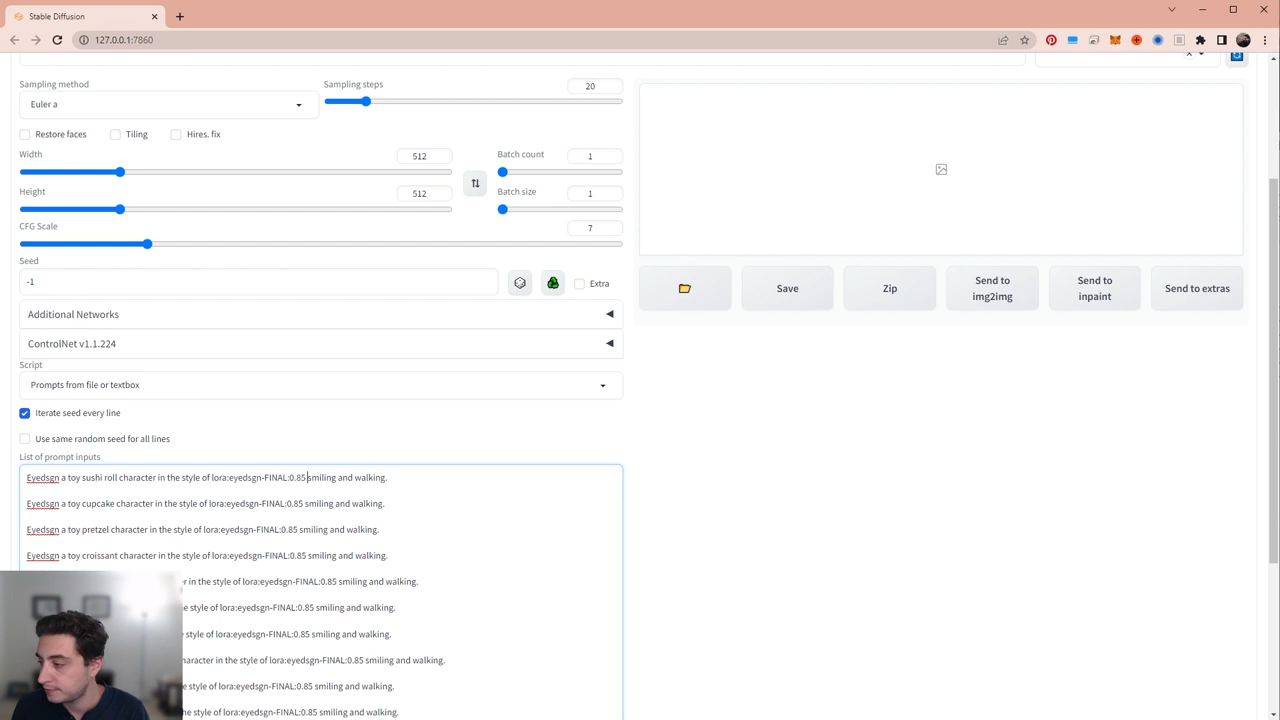 Stable Diffusion
127.0.0.1:7860
Sampling method
Sampling steps
20
Euler a
Restore faces
Tiling
Hires. fix
Width
512
Batch count
1
Height
512
Batch size
1
CFG Scale
7
Seed
-1
Extra
Save
Zip
Send to img2img
Send to inpaint
Send to extras
Additional Networks
ControlNet v1.1.224
Script
Prompts from file or textbox
Iterate seed every line
Use same random seed for all lines
List of prompt inputs
Eyedsgn a toy sushi roll character in the style of lora:eyedsgn-FINAL:0.85 smiling and walking.
Eyedsgn a toy cupcake character in the style of lora:eyedsgn-FINAL:0.85 smiling and walking.
Eyedsgn a toy pretzel character in the style of lora:eyedsgn-FINAL:0.85 smiling and walking.
Eyedsgn a toy croissant character in the style of lora:eyedsgn-FINAL:0.85 smiling and walking.
in the style of lora:eyedsgn-FINAL:0.85 smiling and walking.
style of lora:eyedsgn-FINAL:0.85 smiling and walking.
style of lora:eyedsgn-FINAL:0.85 smiling and walking.
in the style of lora:eyedsgn-FINAL:0.85 smiling and walking.
style of lora:eyedsgn-FINAL:0.85 smiling and walking.
style of lora:eyedsgn-FINAL:0.85 smiling and walking.